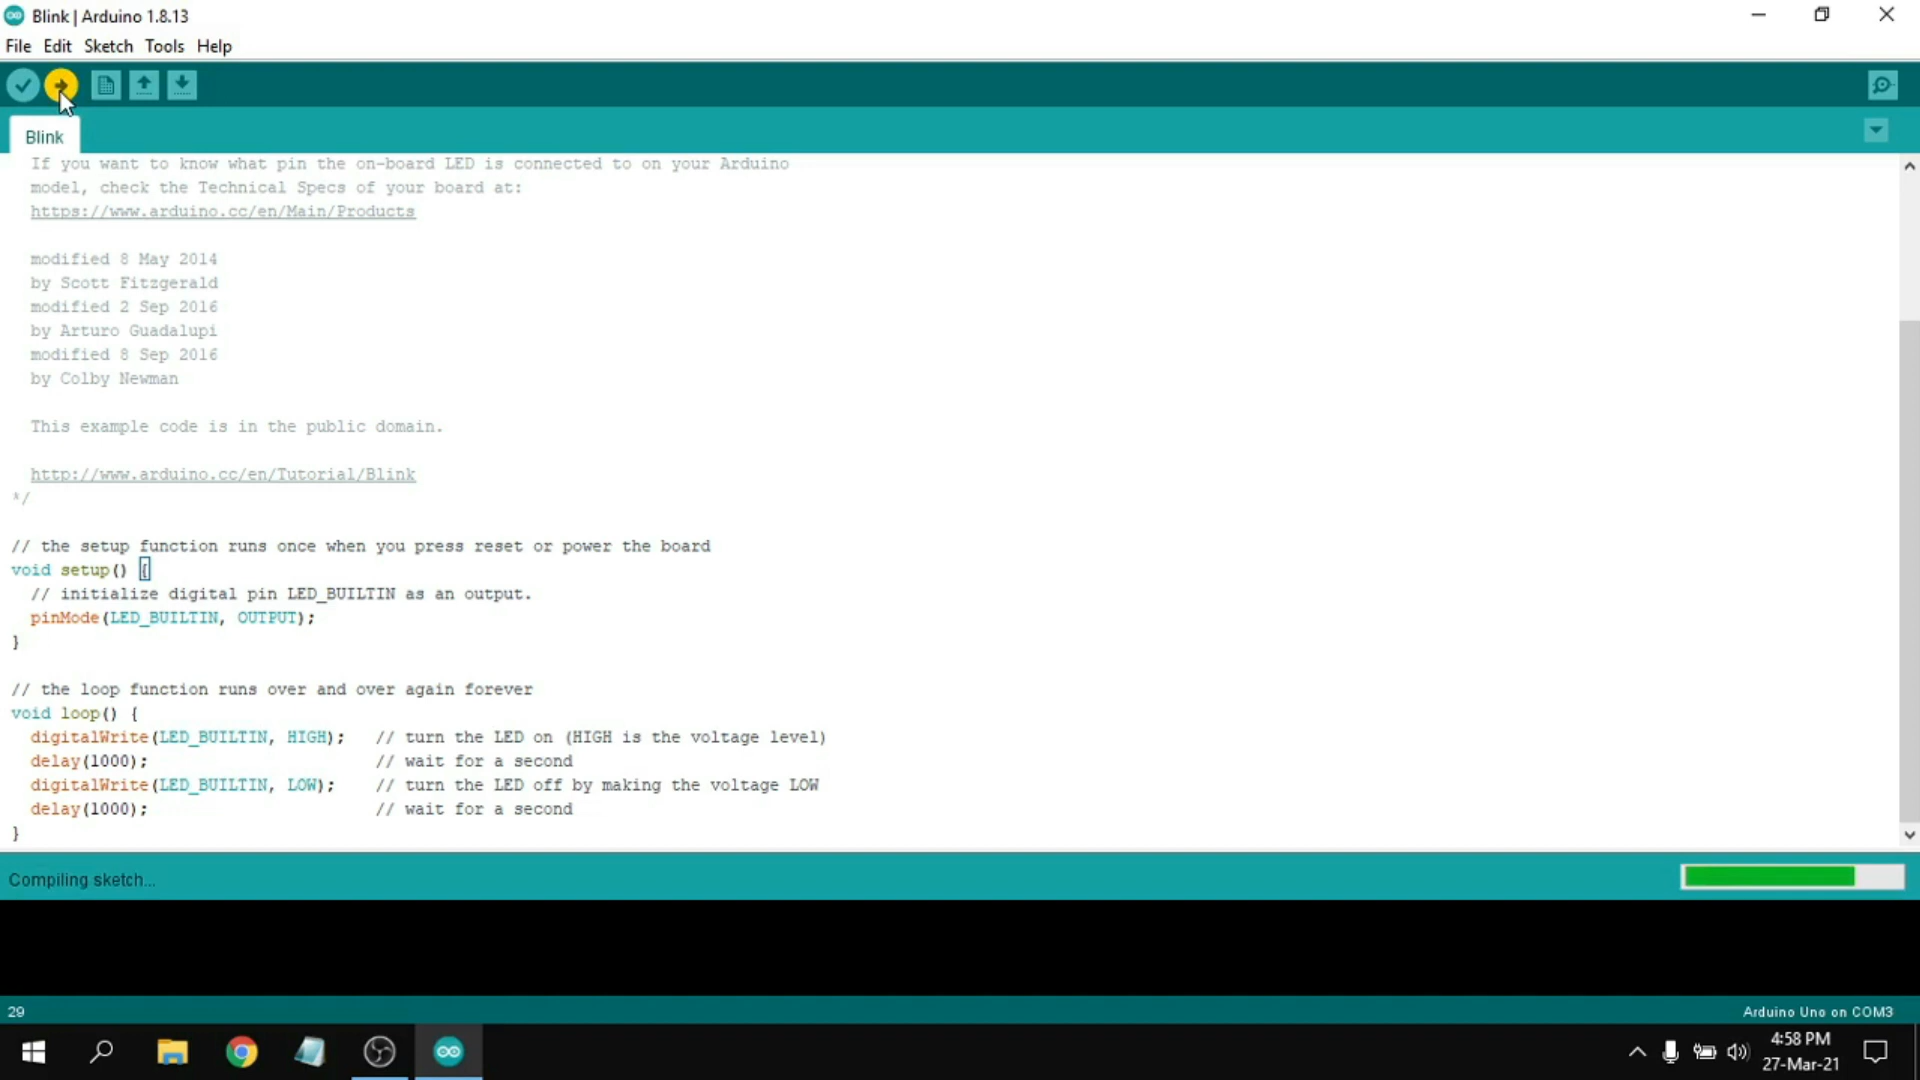 Blink | Arduino 1.8.13
File Edit Sketch Tools Help
Blink
If you want to know what pin the on-board LED is connected to on your Arduino
model, check the Technical Specs of your board at:
https://www.arduino.cc/en/Main/Products
modified 8 May 2014
by Scott Fitzgerald
modified 2 Sep 2016
by Arturo Guadalupi
modified 8 Sep 2016
by Colby Newman
This example code is in the public domain.
http://www.arduino.cc/en/Tutorial/Blink
*/
// the setup function runs once when you press reset or power the board
void setup() {
// initialize digital pin LED_BUILTIN as an output.
pinMode(LED_BUILTIN, OUTPUT);
}
// the loop function runs over and over again forever
void loop() {
digitalWrite(LED_BUILTIN, HIGH);   // turn the LED on (HIGH is the voltage level)
delay(1000);                       // wait for a second
digitalWrite(LED_BUILTIN, LOW);    // turn the LED off by making the voltage LOW
delay(1000);                       // wait for a second
}
Compiling sketch...
29
Arduino Uno on COM3
4:58 PM
27-Mar-21